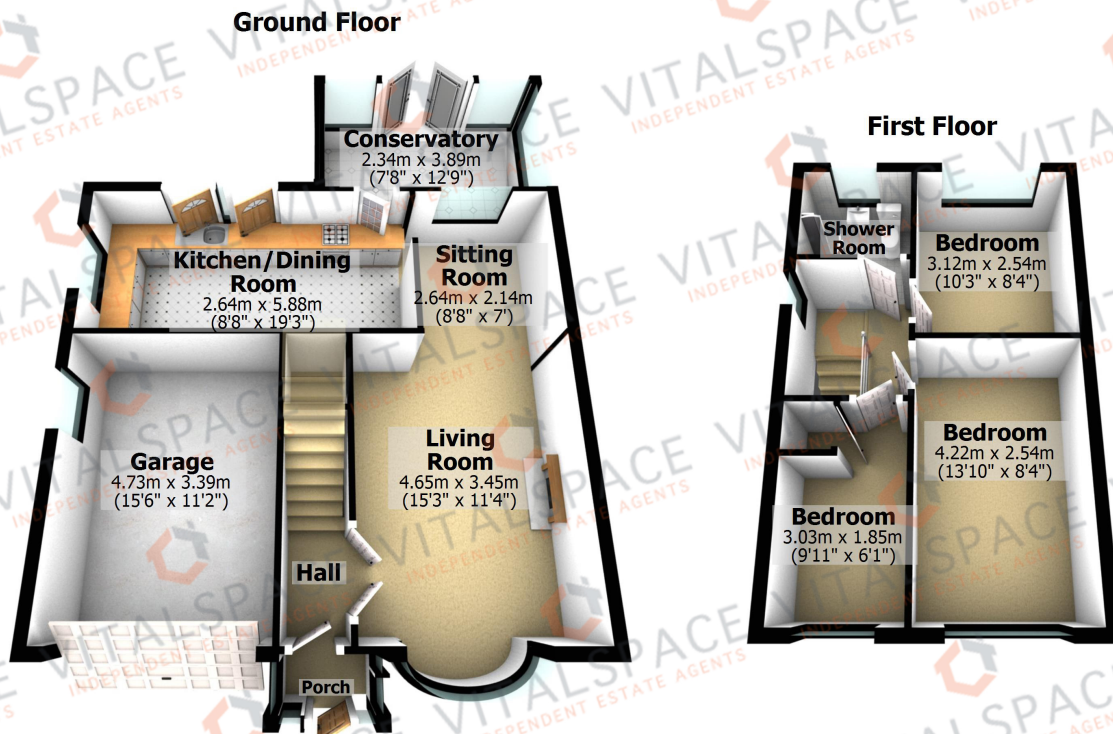 Ground Floor
Conservatory
2.34m x 3.89m
(7'8" x 12'9")
Kitchen/Dining
Room
2.64m x 5.88m
(8'8" x 19'3")
Sitting
Room
2.64m x 2.14m
(8'8" x 7')
Garage
4.73m x 3.39m
(15'6" x 11'2")
Living
Room
4.65m x 3.45m
(15'3" x 11'4")
Hall
Porch
First Floor
Shower
Room
Bedroom
3.12m x 2.54m
(10'3" x 8'4")
Bedroom
4.22m x 2.54m
(13'10" x 8'4")
Bedroom
3.03m x 1.85m
(9'11" x 6'1")
VITALSPACE
INDEPENDENT ESTATE AGENTS